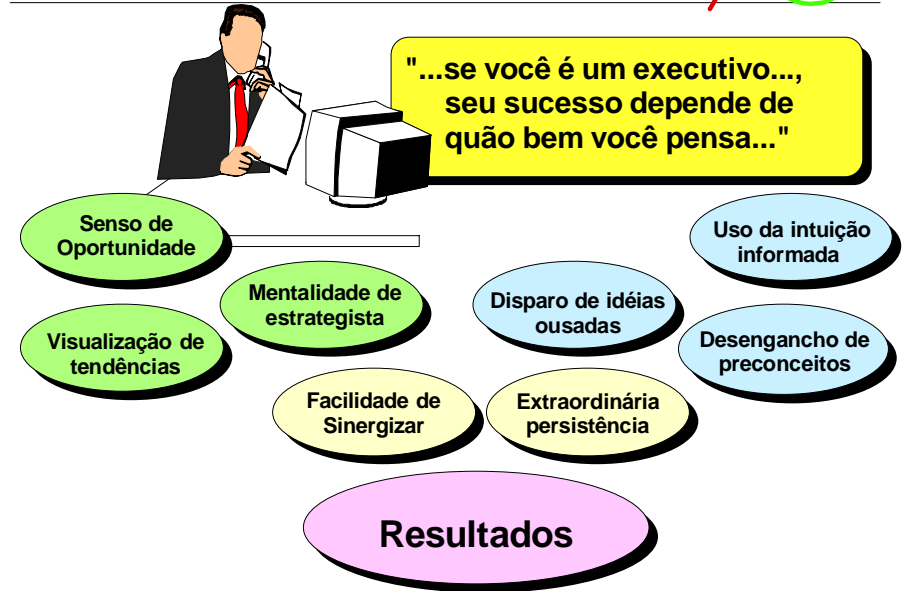 "...se você é um executivo...,
seu sucesso depende de
quão bem você pensa..."
Senso de
Oportunidade
Uso da intuição
informada
Mentalidade de
estrategista
Disparo de idéias
ousadas
Visualização de
tendências
Desengancho de
preconceitos
Facilidade de
Sinergizar
Extraordinária
persistência
Resultados